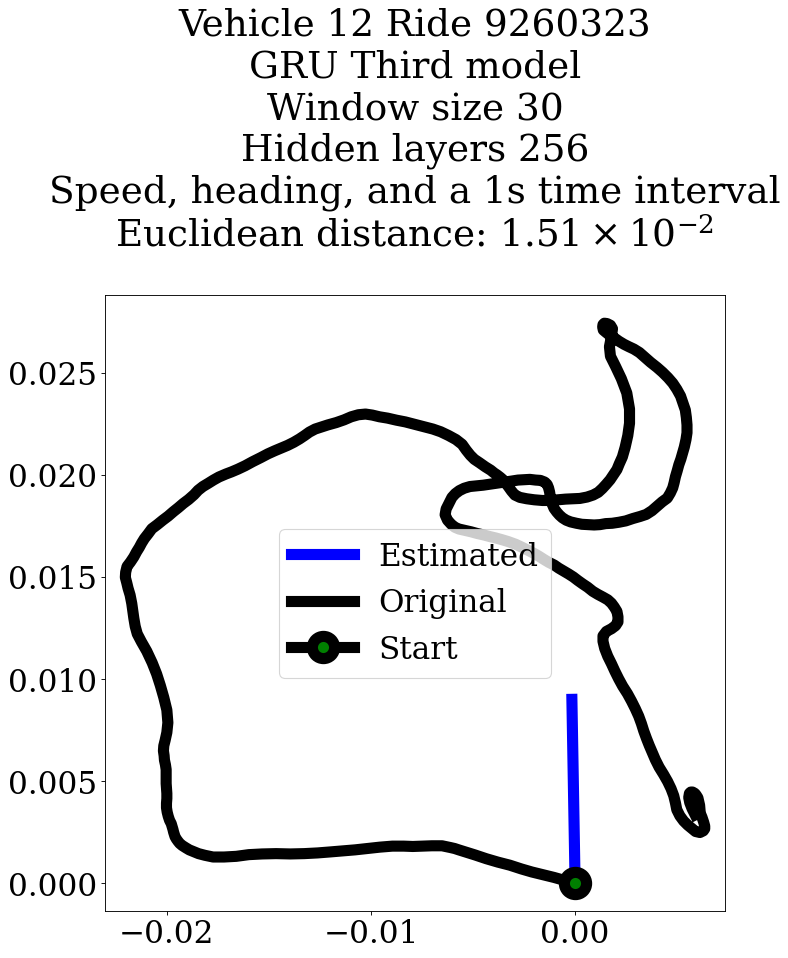 Vehicle 12 Ride 9260323
GRU Third model
Window size 30
Hidden layers 256
Speed, heading, and a 1s time interval
Euclidean distance: 1.51 × 10⁻²
0.025
0.020
0.015
0.010
0.005
0.000
Estimated
Original
Start
−0.02
−0.01
0.00